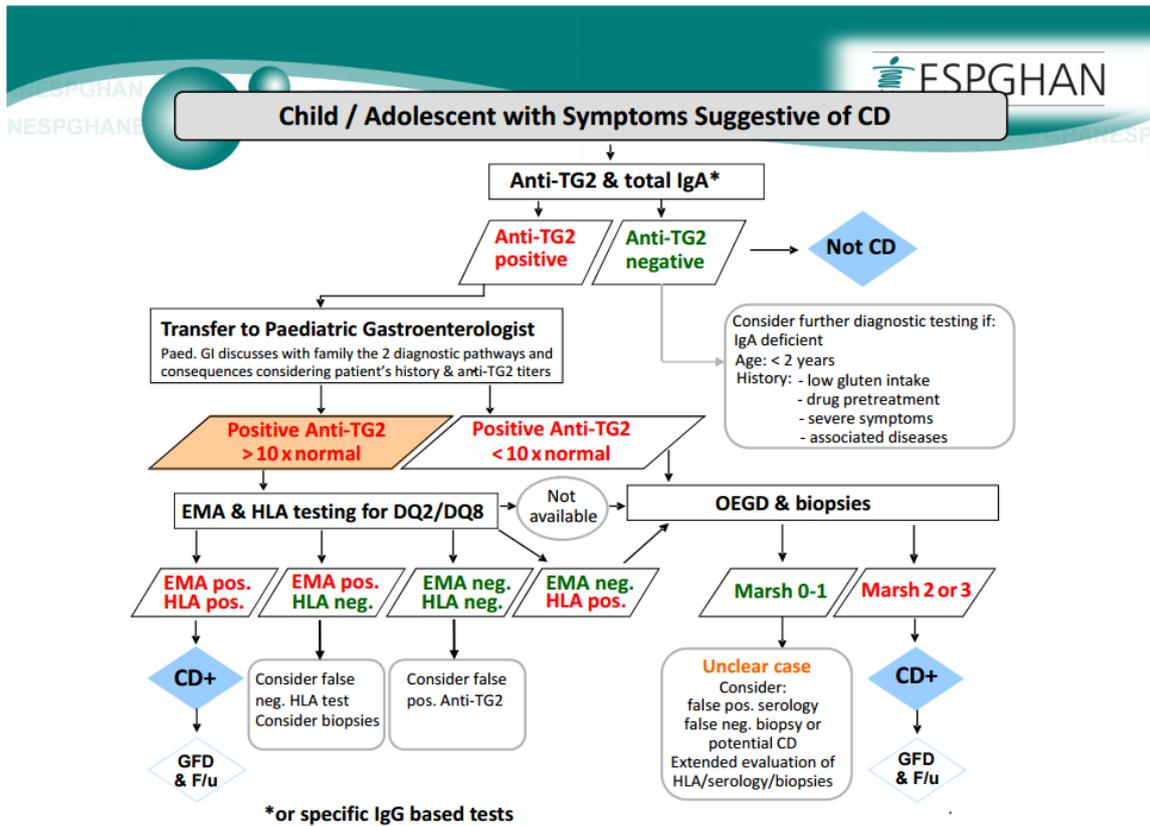 ANESPGHAN
NESPGHANE
ESPGHAN
GHANESP
Child / Adolescent with Symptoms Suggestive of CD
Anti-TG2 & total IgA*
Anti-TG2
positive
Anti-TG2
negative
Not CD
Transfer to Paediatric Gastroenterologist
Paed. GI discusses with family the 2 diagnostic pathways and
consequences considering patient's history & anti-TG2 titers
Consider further diagnostic testing if:
IgA deficient
Age: < 2 years
History: - low gluten intake
- drug pretreatment
- severe symptoms
- associated diseases
Positive Anti-TG2
> 10 x normal
Positive Anti-TG2
< 10 x normal
EMA & HLA testing for DQ2/DQ8
Not
available
OEGD & biopsies
EMA pos.
HLA pos.
EMA pos.
HLA neg.
EMA neg.
HLA neg.
EMA neg.
HLA pos.
Marsh 0-1
Marsh 2 or 3
CD+
Consider false
neg. HLA test
Consider biopsies
Consider false
pos. Anti-TG2
Unclear case
Consider:
false pos. serology
false neg. biopsy or
potential CD
Extended evaluation of
HLA/serology/biopsies
CD+
GFD
& F/u
GFD
& F/u
*or specific IgG based tests